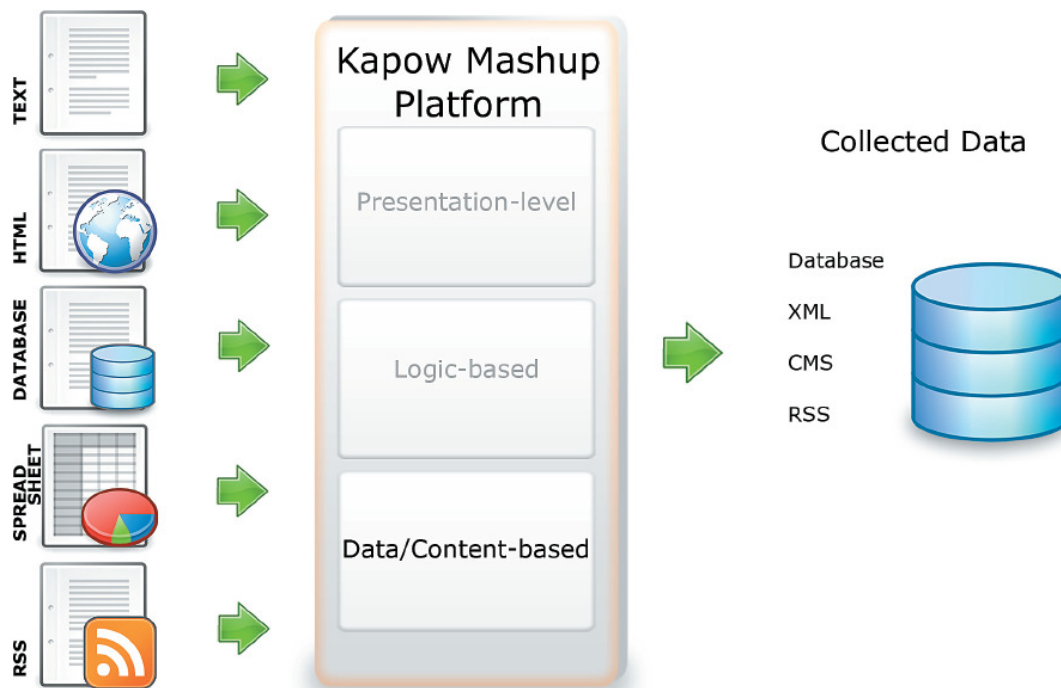 TEXT
HTML
DATABASE
SPREAD
SHEET
RSS
Kapow Mashup
Platform
Presentation-level
Logic-based
Data/Content-based
Collected Data
Database
XML
CMS
RSS